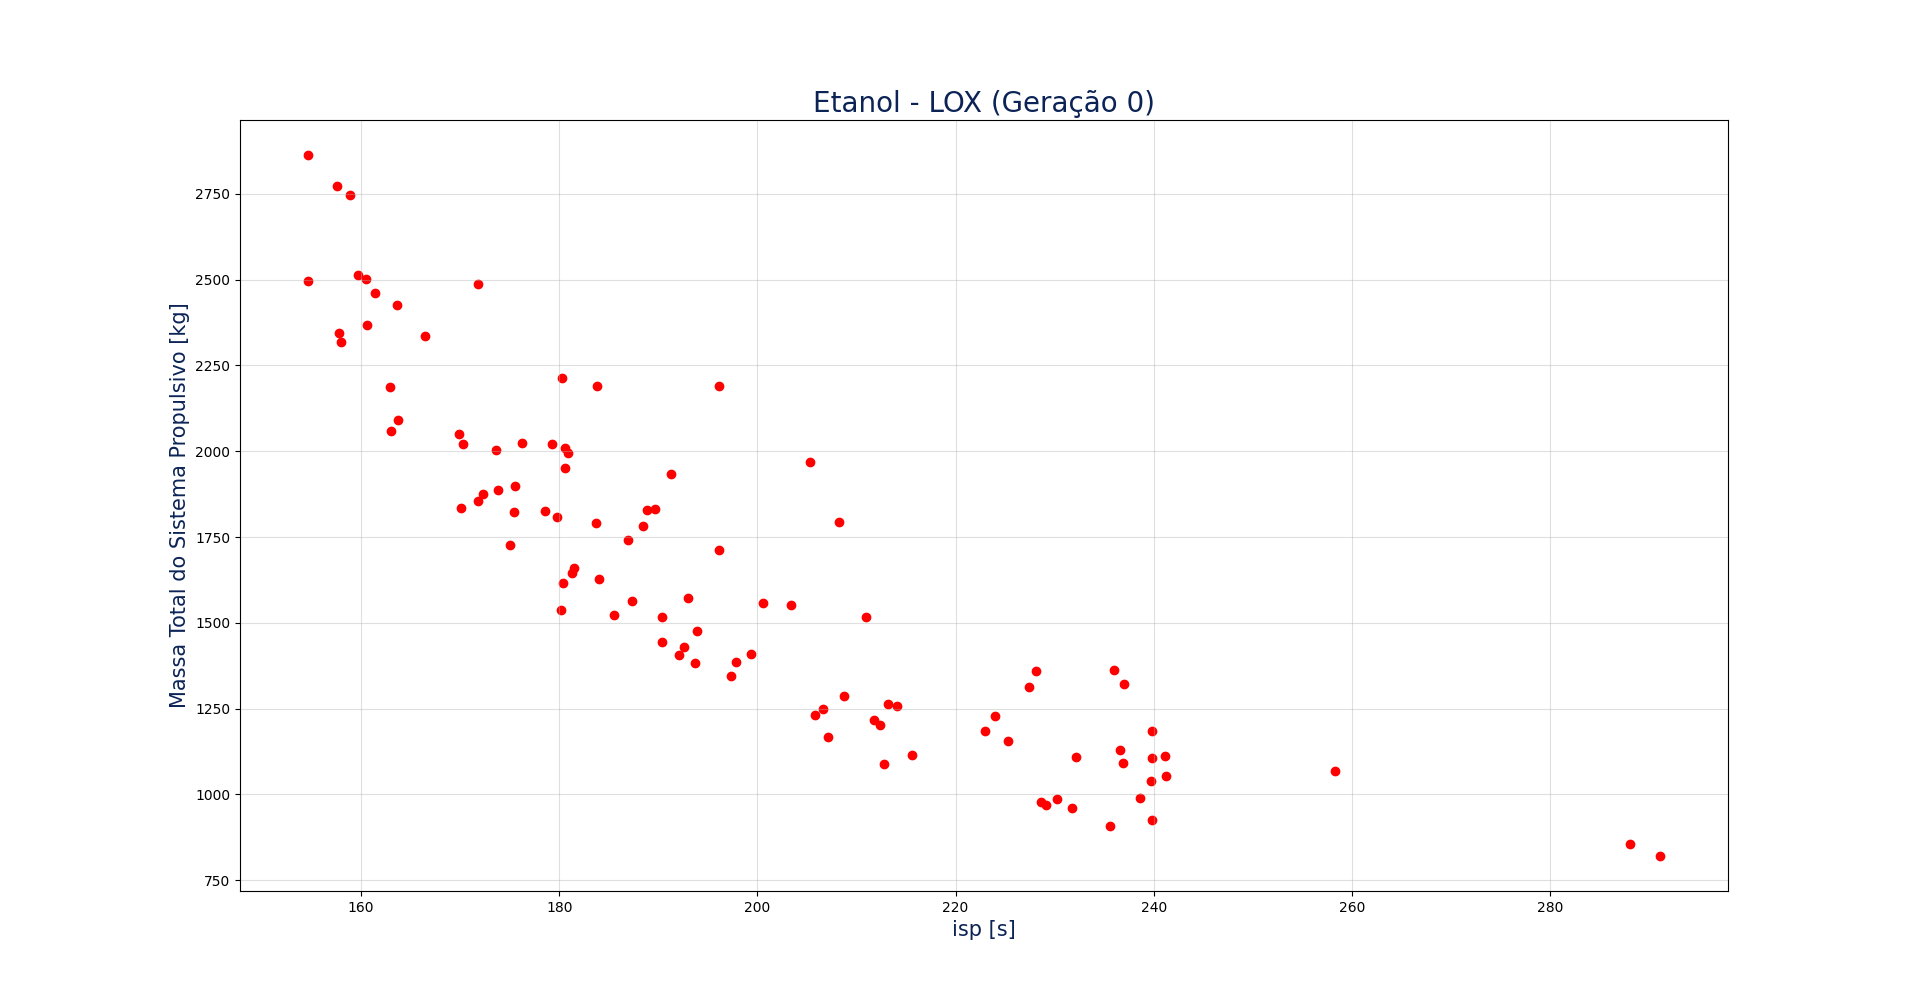 Etanol - LOX (Geração 0)
Massa Total do Sistema Propulsivo [kg]
2750
2500
2250
2000
1750
1500
1250
1000
750
160 180 200 220 240 260 280
isp [s]